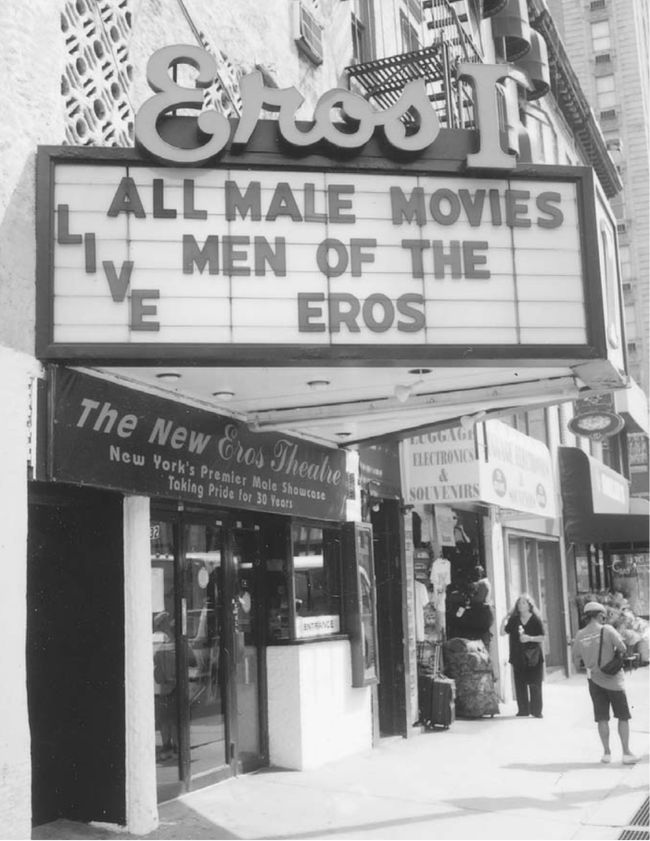 Eros I
ALL MALE MOVIES
LIVE
MEN OF THE
EROS
The New Eros Theatre
New York's Premier Male Showcase
Taking Pride for 30 Years
ENTRANCE
LUGGAGE
ELECTRONICS
&
SOUVENIRS